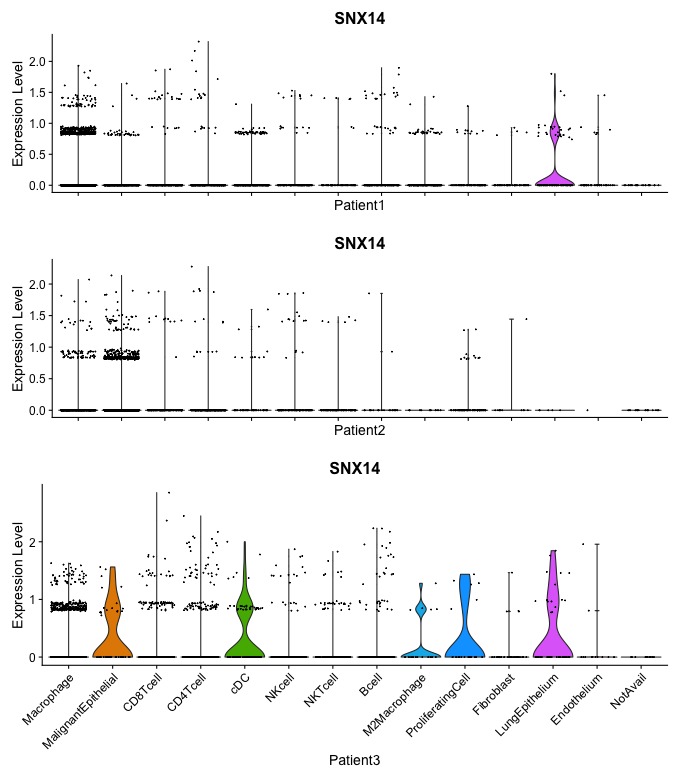 SNX14
Expression Level
2.0
1.5
1.0
0.5
0.0
Patient1
SNX14
Expression Level
2.0
1.5
1.0
0.5
0.0
Patient2
SNX14
Expression Level
2
1
0
Macrophage
MalignantEpithelial
CD8Tcell
CD4Tcell
cDC
NKcell
NKTcell
Bcell
M2Macrophage
ProliferatingCell
Fibroblast
LungEpithelium
Endothelium
NotAvail
Patient3